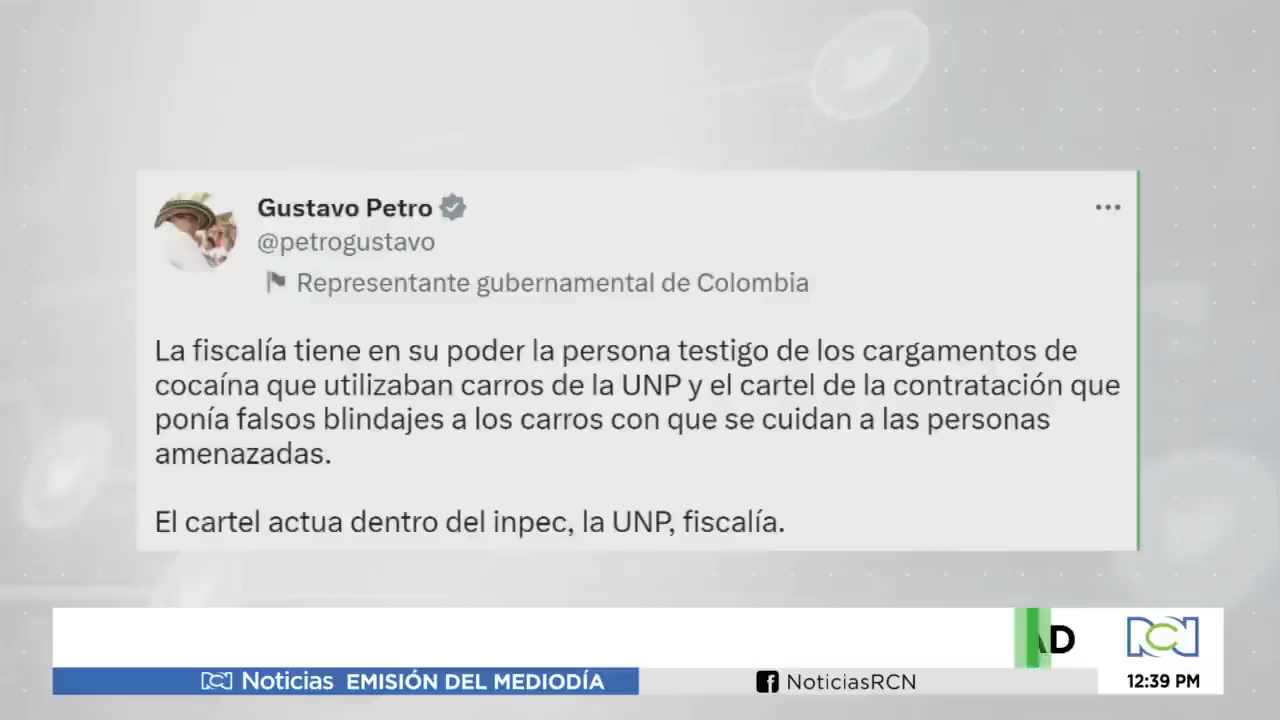 Gustavo Petro
@petrogustavo
Representante gubernamental de Colombia
La fiscalía tiene en su poder la persona testigo de los cargamentos de
cocaína que utilizaban carros de la UNP y el cartel de la contratación que
ponía falsos blindajes a los carros con que se cuidan a las personas
amenazadas.
El cartel actua dentro del inpec, la UNP, fiscalía.
RCN
RCN Noticias EMISIÓN DEL MEDIODÍA
NoticiasRCN
12:39 PM